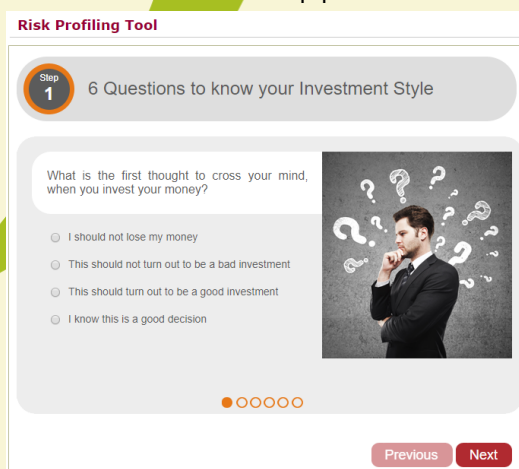 Risk Profiling Tool
Step
1
6 Questions to know your Investment Style
What is the first thought to cross your mind,
when you invest your money?
I should not lose my money
This should not turn out to be a bad investment
This should turn out to be a good investment
I know this is a good decision
Previous
Next